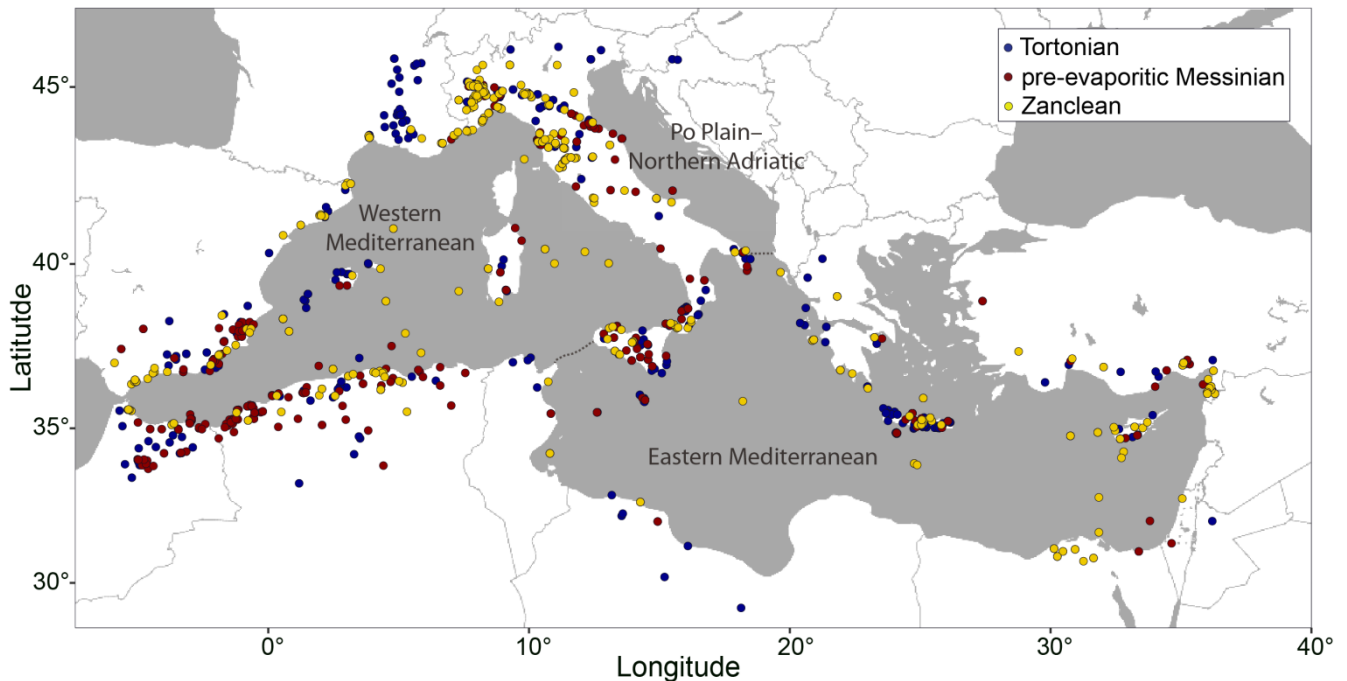 45°
40°
35°
30°
Latitutde
0°
10°
20°
30°
40°
Longitude
Tortonian
pre-evaporitic Messinian
Zanclean
Po Plain–
Northern Adriatic
Western
Mediterranean
Eastern Mediterranean